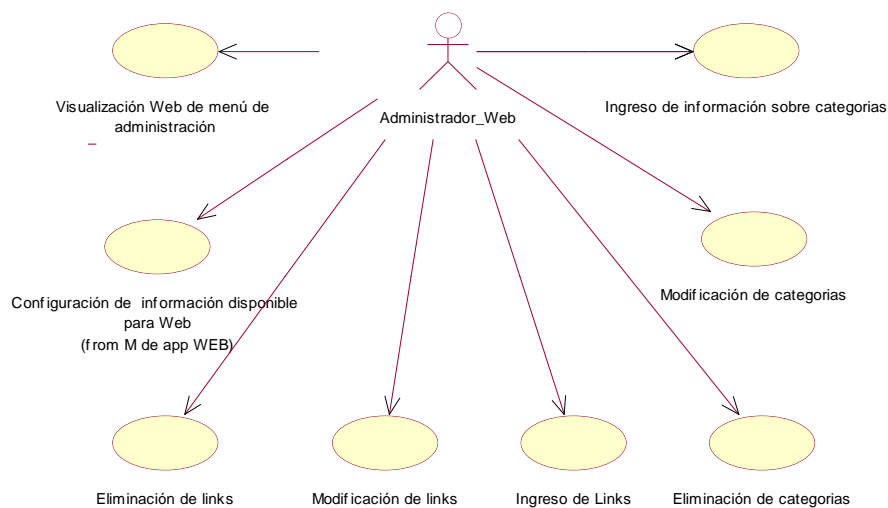 Visualización Web de menú de
administración
Administrador_Web
Ingreso de información sobre categorias
Configuración de información disponible
para Web
(from M de app WEB)
Modificación de categorias
Eliminación de links
Modificación de links
Ingreso de Links
Eliminación de categorias